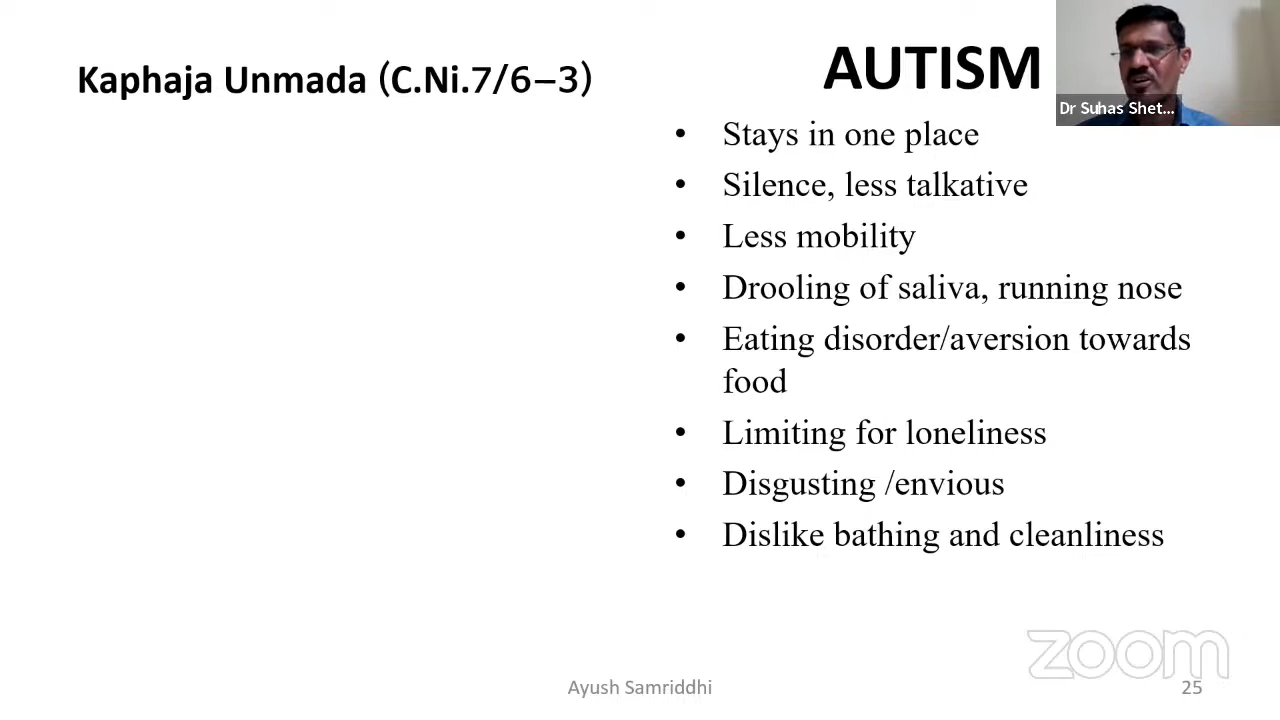 Kaphaja Unmada (C.Ni.7/6–3)
AUTISM
Dr Suhas Shet...
• Stays in one place
• Silence, less talkative
• Less mobility
• Drooling of saliva, running nose
• Eating disorder/aversion towards
food
• Limiting for loneliness
• Disgusting /envious
• Dislike bathing and cleanliness
zoom
Ayush Samriddhi
25